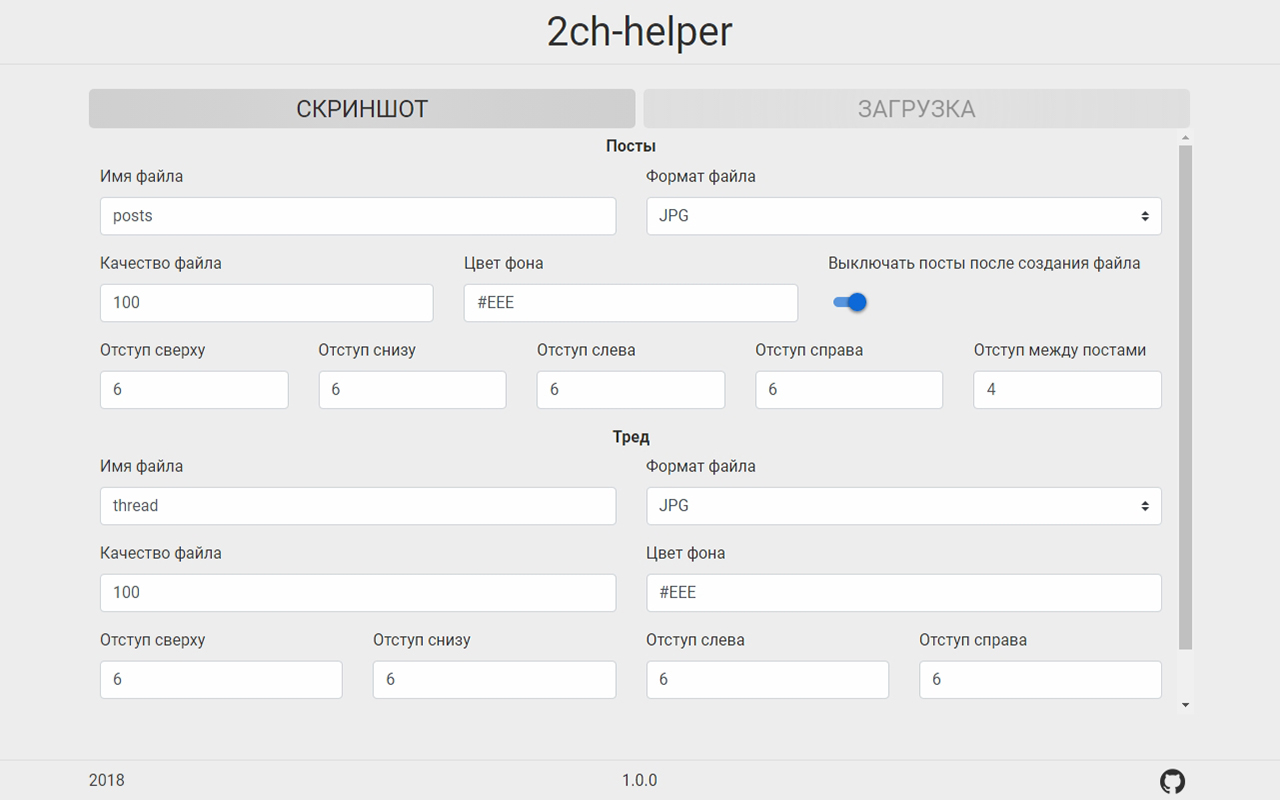 2ch-helper
СКРИНШОТ ЗАГРУЗКА
Посты
Имя файла Формат файла
posts JPG
Качество файла Цвет фона Выключать посты после создания файла
100 #EEE
Отступ сверху Отступ снизу Отступ слева Отступ справа Отступ между постами
6 6 6 6 4
Тред
Имя файла Формат файла
thread JPG
Качество файла Цвет фона
100 #EEE
Отступ сверху Отступ снизу Отступ слева Отступ справа
6 6 6 6
2018 1.0.0